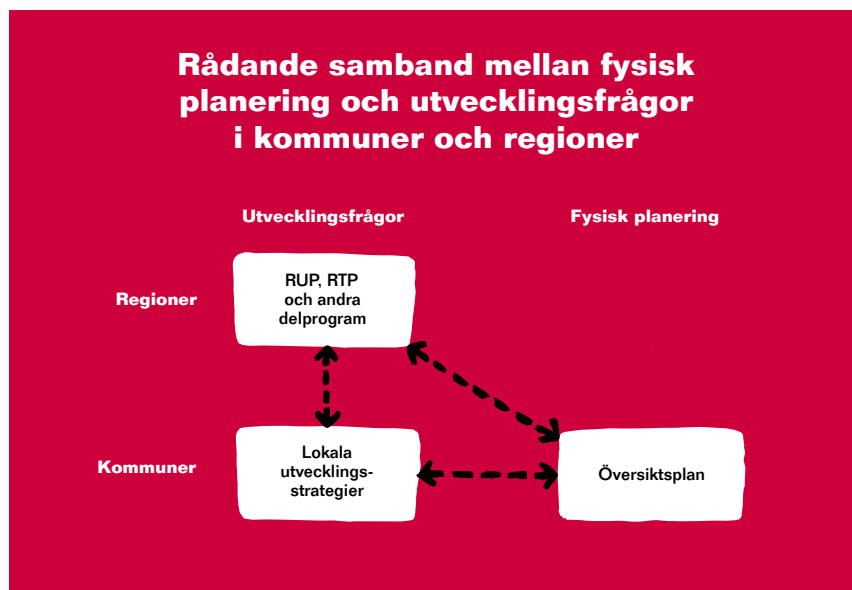 Rådande samband mellan fysisk
planering och utvecklingsfrågor
i kommuner och regioner
Utvecklingsfrågor
Fysisk planering
Regioner
RUP, RTP
och andra
delprogram
Kommuner
Lokala
utvecklings-
strategier
Översiktsplan